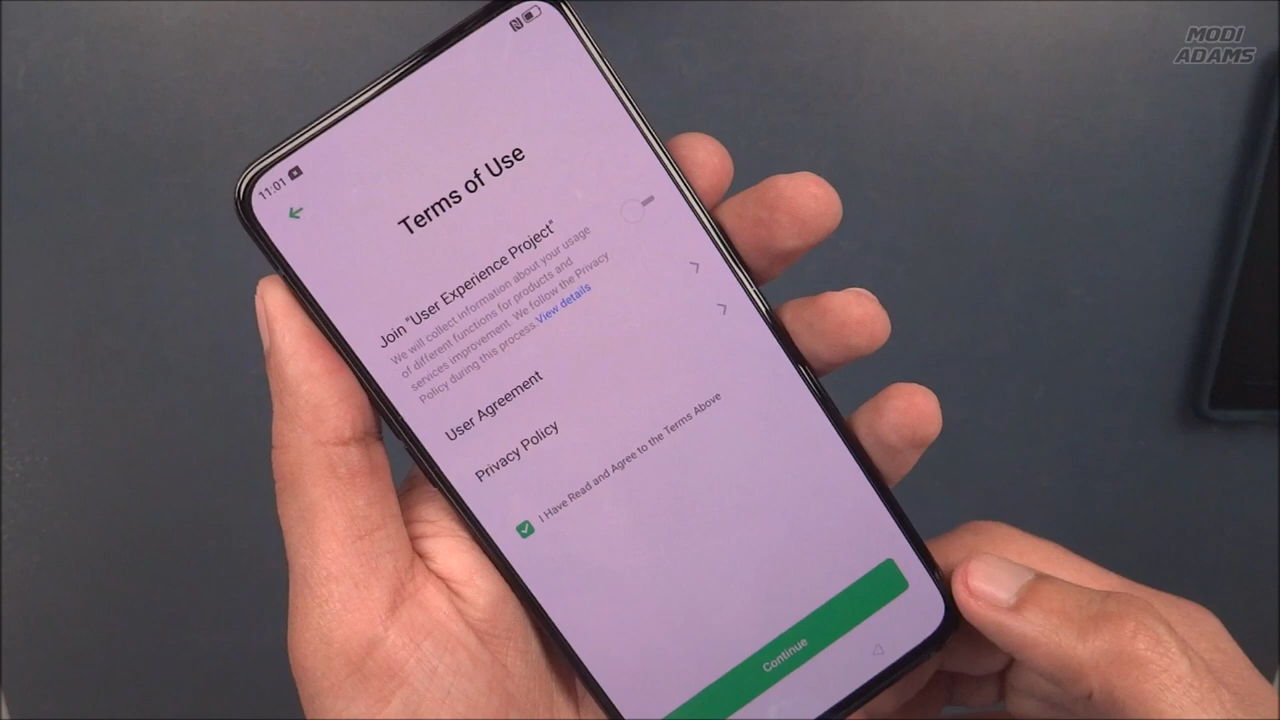 MODI
ADAMS
11:01
Terms of Use
Join "User Experience Project"
We will collect information about your usage
of different functions for products and
services improvement. We follow the Privacy
Policy during this process.View details
User Agreement
Privacy Policy
I Have Read and Agree to the Terms Above
Continue